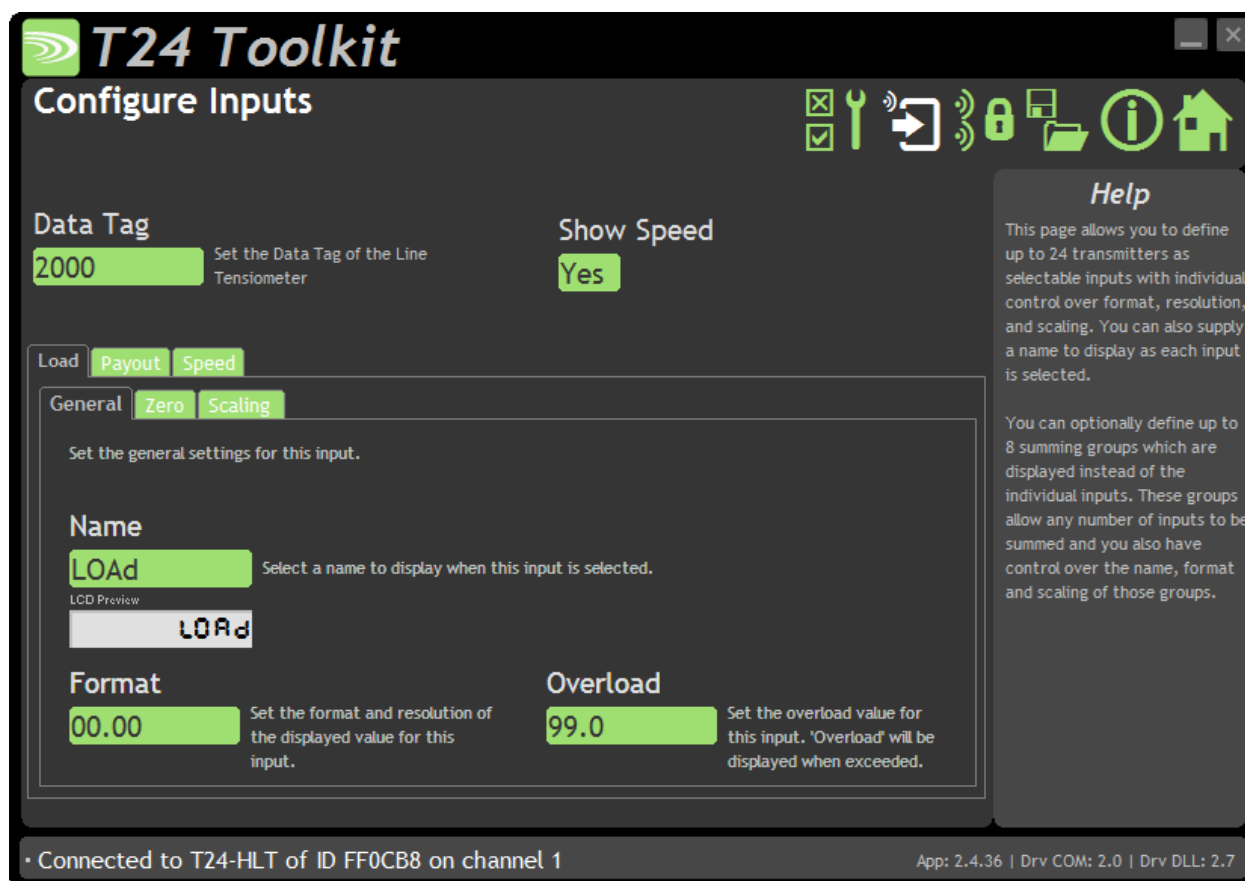 T24 Toolkit
Configure Inputs
Data Tag
2000
Set the Data Tag of the Line
Tensiometer
Show Speed
Yes
Load Payout Speed
General Zero Scaling
Set the general settings for this input.
Name
LOAd
Select a name to display when this input is selected.
LCD Preview
LOAd
Format
00.00
Set the format and resolution of
the displayed value for this
input.
Overload
99.0
Set the overload value for
this input. 'Overload' will be
displayed when exceeded.
Help
This page allows you to define
up to 24 transmitters as
selectable inputs with individual
control over format, resolution,
and scaling. You can also supply
a name to display as each input
is selected.
You can optionally define up to
8 summing groups which are
displayed instead of the
individual inputs. These groups
allow any number of inputs to be
summed and you also have
control over the name, format
and scaling of those groups.
Connected to T24-HLT of ID FF0CB8 on channel 1
App: 2.4.36 | Drv COM: 2.0 | Drv DLL: 2.7